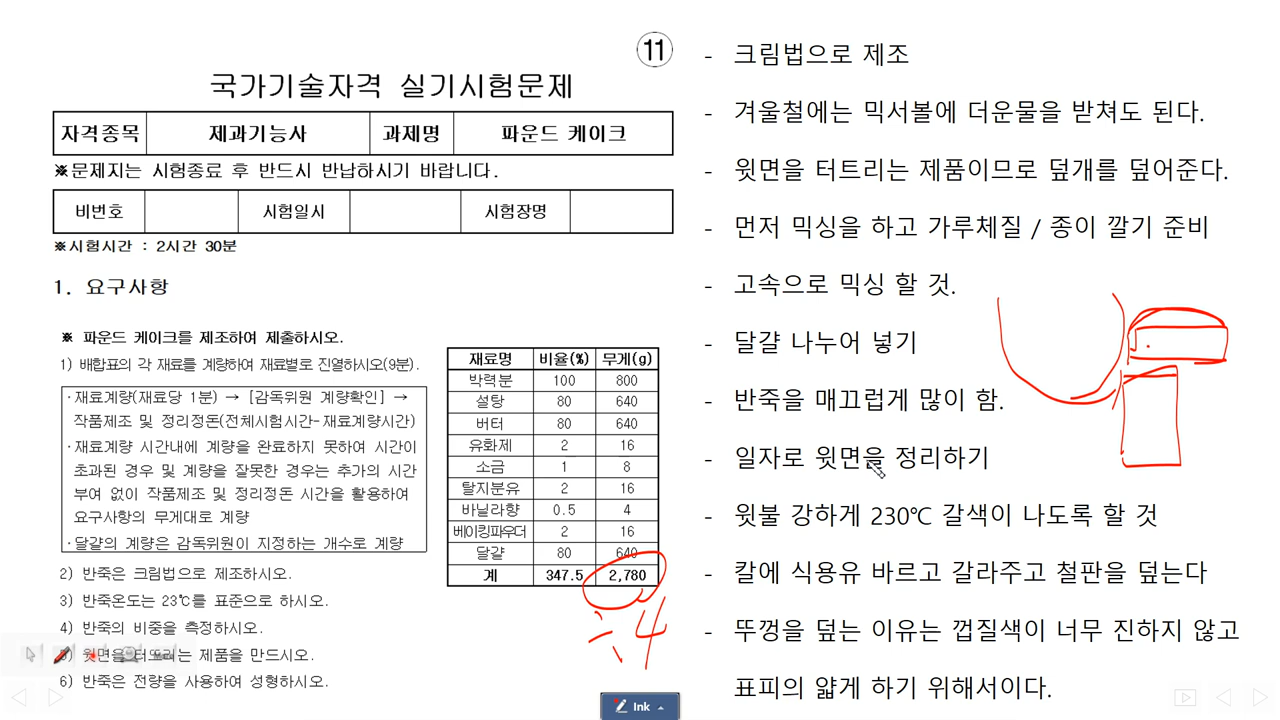 11
국가기술자격 실기시험문제
자격종목 제과기능사 과제명 파운드 케이크
※문제지는 시험종료 후 반드시 반납하시기 바랍니다.
비번호 시험일시 시험장명
※시험시간 : 2시간 30분
1. 요구사항
※ 파운드 케이크를 제조하여 제출하시오.
1) 배합표의 각 재료를 계량하여 재료별로 진열하시오(9분).
·재료계량(재료당 1분) → [감독위원 계량확인] →
작품제조 및 정리정돈(전체시험시간-재료계량시간)
·재료계량 시간내에 계량을 완료하지 못하여 시간이
초과된 경우 및 계량을 잘못한 경우는 추가의 시간
부여 없이 작품제조 및 정리정돈 시간을 활용하여
요구사항의 무게대로 계량
·달걀의 계량은 감독위원이 지정하는 개수로 계량
2) 반죽은 크림법으로 제조하시오.
3) 반죽온도는 23℃를 표준으로 하시오.
4) 반죽의 비중을 측정하시오.
윗면을 터트리는 제품을 만드시오.
6) 반죽은 전량을 사용하여 성형하시오.
재료명 비율(%) 무게(g)
박력분 100 800
설탕 80 640
버터 80 640
유화제 2 16
소금 1 8
탈지분유 2 16
바닐라향 0.5 4
베이킹파우더 2 16
달걀 80 640
계 347.5 2,780
÷ 4
- 크림법으로 제조
- 겨울철에는 믹서볼에 더운물을 받쳐도 된다.
- 윗면을 터트리는 제품이므로 덮개를 덮어준다.
- 먼저 믹싱을 하고 가루체질 / 종이 깔기 준비
- 고속으로 믹싱 할 것.
- 달걀 나누어 넣기
- 반죽을 매끄럽게 많이 함.
- 일자로 윗면을 정리하기
- 윗불 강하게 230℃ 갈색이 나도록 할 것
- 칼에 식용유 바르고 갈라주고 철판을 덮는다
- 뚜껑을 덮는 이유는 껍질색이 너무 진하지 않고
표피의 얇게 하기 위해서이다.
Ink